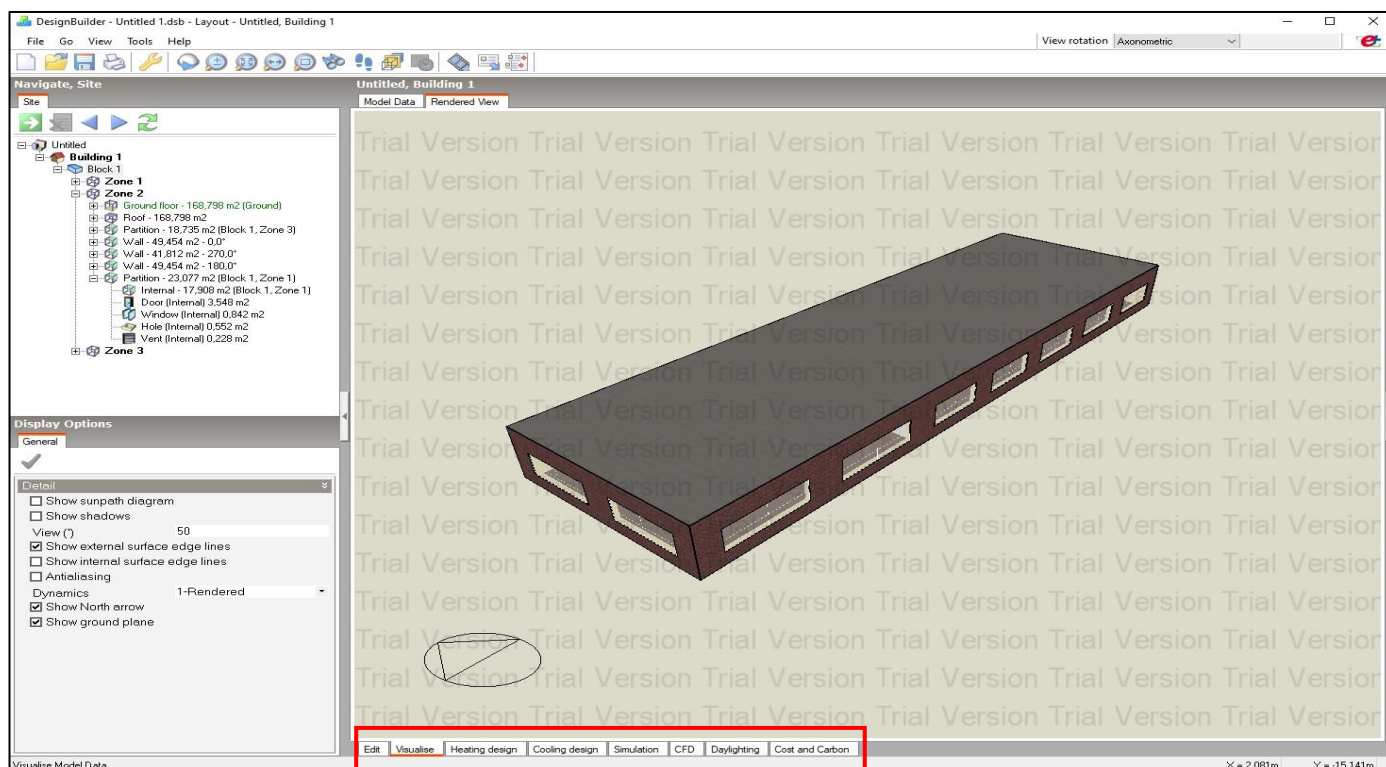 DesignBuilder - Untitled 1.dsb - Layout - Untitled, Building 1
File Go View Tools Help
View rotation Axonometric
Navigate, Site
Site
Untitled
Building 1
Block 1
Zone 1
Zone 2
Ground floor - 168,798 m2 (Ground)
Roof - 168,798 m2
Partition - 18,735 m2 (Block 1, Zone 3)
Wall - 49,454 m2 - 0,0°
Wall - 41,812 m2 - 270,0°
Wall - 49,454 m2 - 180,0°
Partition - 23,077 m2 (Block 1, Zone 1)
Internal - 17,908 m2 (Block 1, Zone 1)
Door (Internal) 3,548 m2
Window (Internal) 0,842 m2
Hole (Internal) 0,552 m2
Vent (Internal) 0,228 m2
Zone 3
Display Options
General
Detail
Show sunpath diagram
Show shadows
View (°) 50
Show external surface edge lines
Show internal surface edge lines
Antialiasing
Dynamics 1-Rendered
Show North arrow
Show ground plane
Untitled, Building 1
Model Data Rendered View
Trial Version Trial Version Trial Version Trial Version Trial Version Trial Version
Edit Visualise Heating design Cooling design Simulation CFD Daylighting Cost and Carbon
Visualise Model Data
X = 2,081m Y = -15,141m